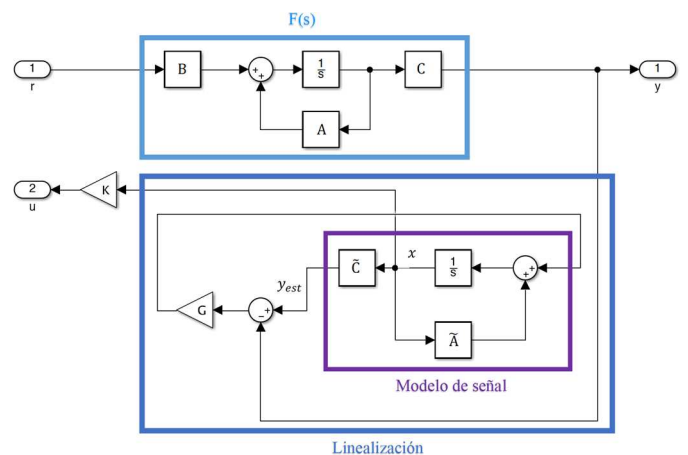 F(s)
1
r
B
+
+
1
s
C
A
1
y
2
u
K
C̃
x
1
s
+
+
y_est
G
−
+
Ã
Modelo de señal
Linealización